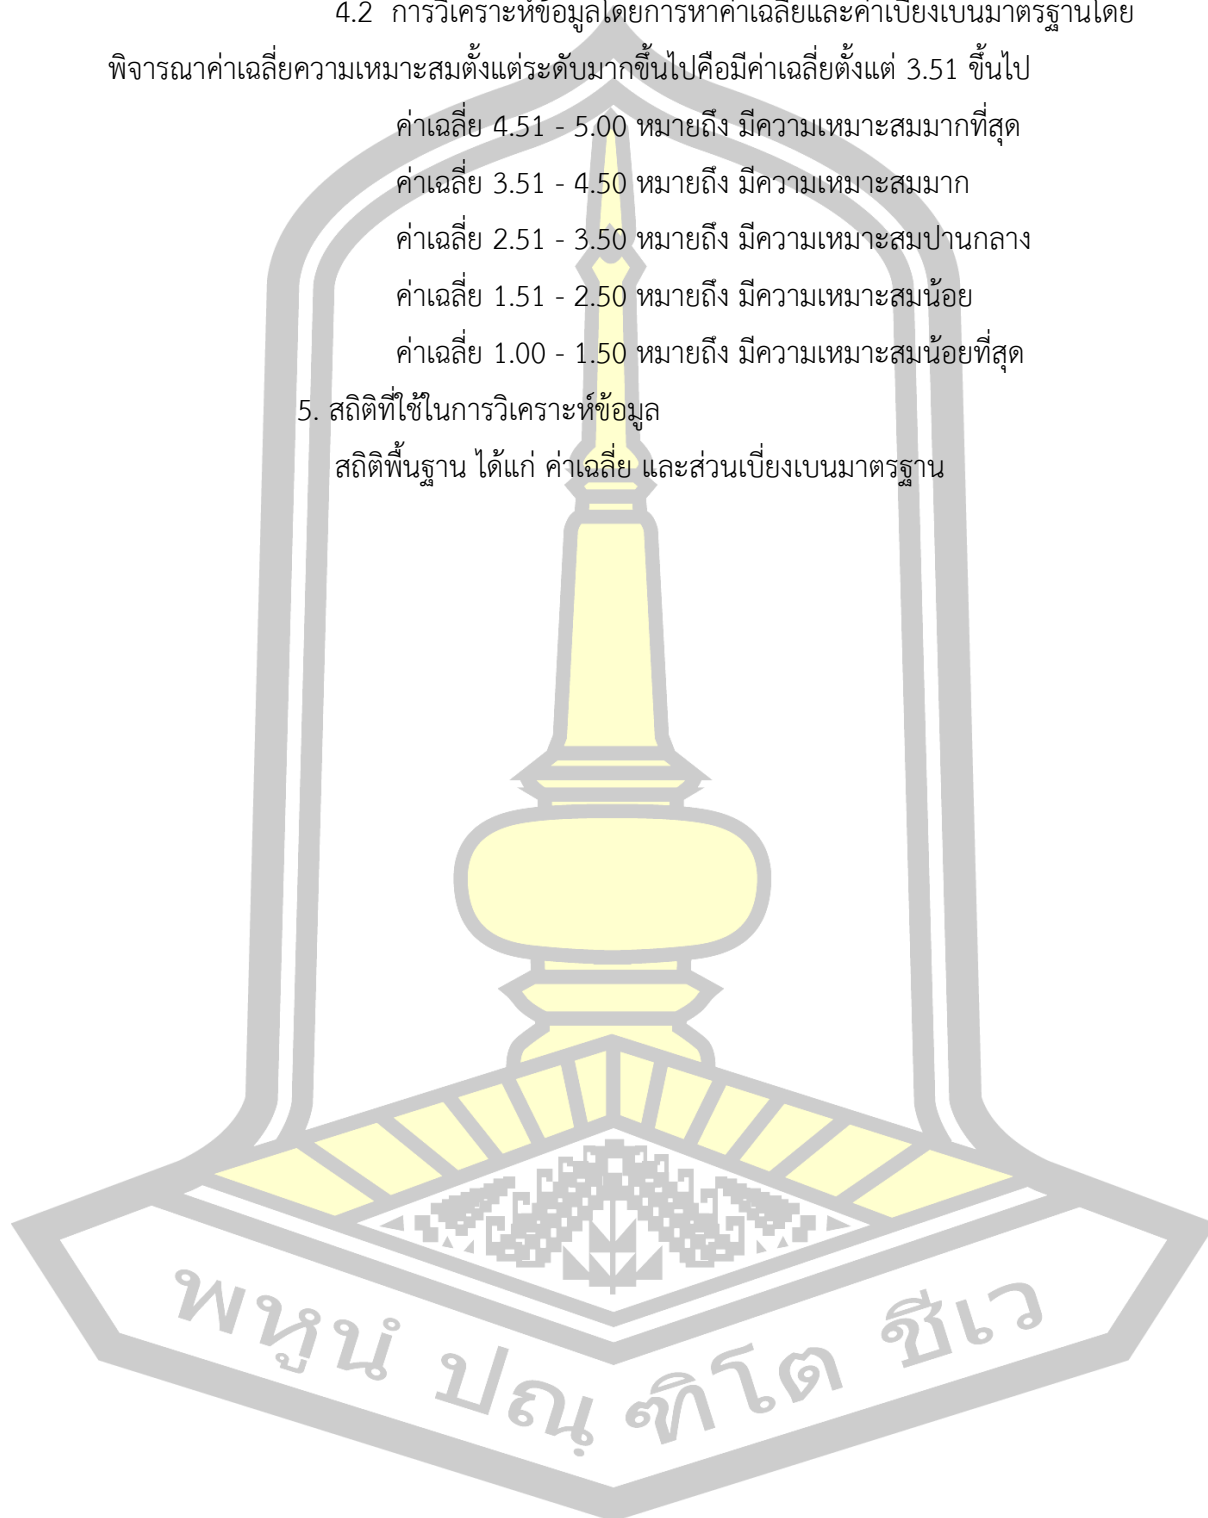 4.2 การวิเคราะห์ข้อมูลโดยการหาค่าเฉลี่ยและค่าเบี่ยงเบนมาตรฐานโดย
พิจารณาค่าเฉลี่ยความเหมาะสมตั้งแต่ระดับมากขึ้นไปคือมีค่าเฉลี่ยตั้งแต่ 3.51 ขึ้นไป
ค่าเฉลี่ย 4.51 - 5.00 หมายถึง มีความเหมาะสมมากที่สุด
ค่าเฉลี่ย 3.51 - 4.50 หมายถึง มีความเหมาะสมมาก
ค่าเฉลี่ย 2.51 - 3.50 หมายถึง มีความเหมาะสมปานกลาง
ค่าเฉลี่ย 1.51 - 2.50 หมายถึง มีความเหมาะสมน้อย
ค่าเฉลี่ย 1.00 - 1.50 หมายถึง มีความเหมาะสมน้อยที่สุด
5. สถิติที่ใช้ในการวิเคราะห์ข้อมูล
สถิติพื้นฐาน ได้แก่ ค่าเฉลี่ย และส่วนเบี่ยงเบนมาตรฐาน
พหูนํ ปณฺฑิโต ชีเว